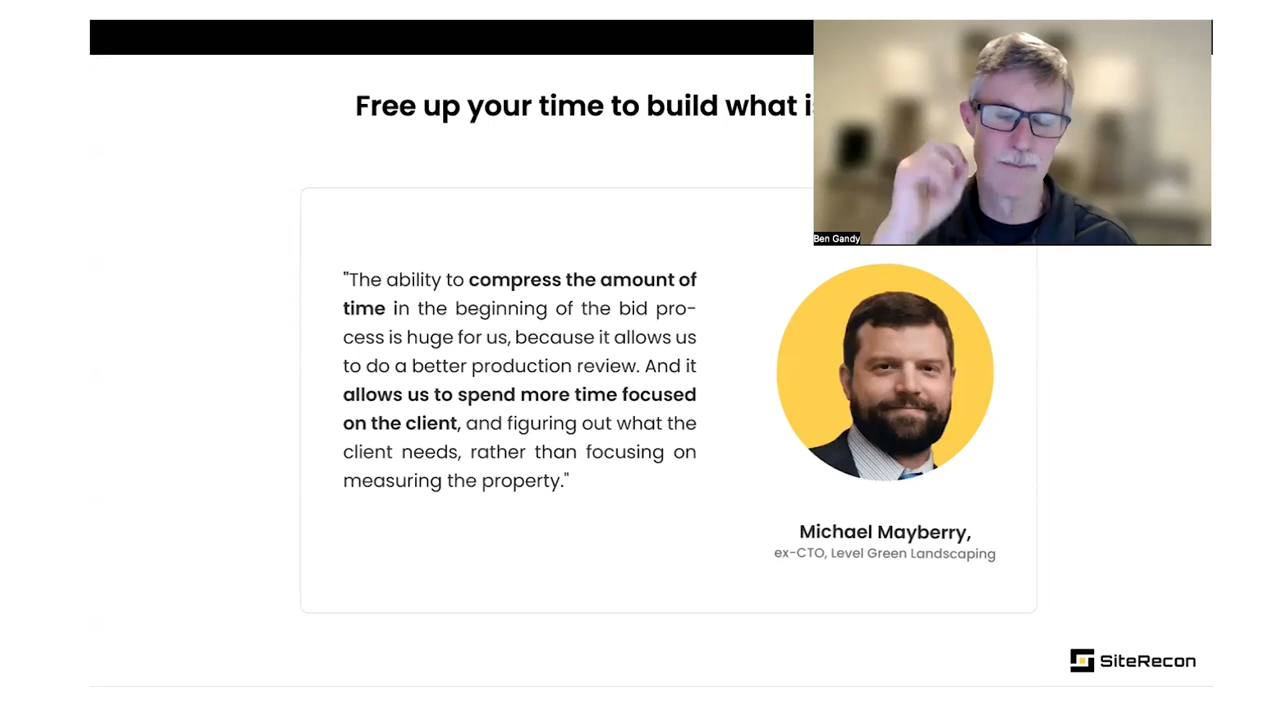 Free up your time to build what
Ben Gandy
"The ability to compress the amount of
time in the beginning of the bid pro-
cess is huge for us, because it allows us
to do a better production review. And it
allows us to spend more time focused
on the client, and figuring out what the
client needs, rather than focusing on
measuring the property."
Michael Mayberry,
ex-CTO, Level Green Landscaping
SiteRecon